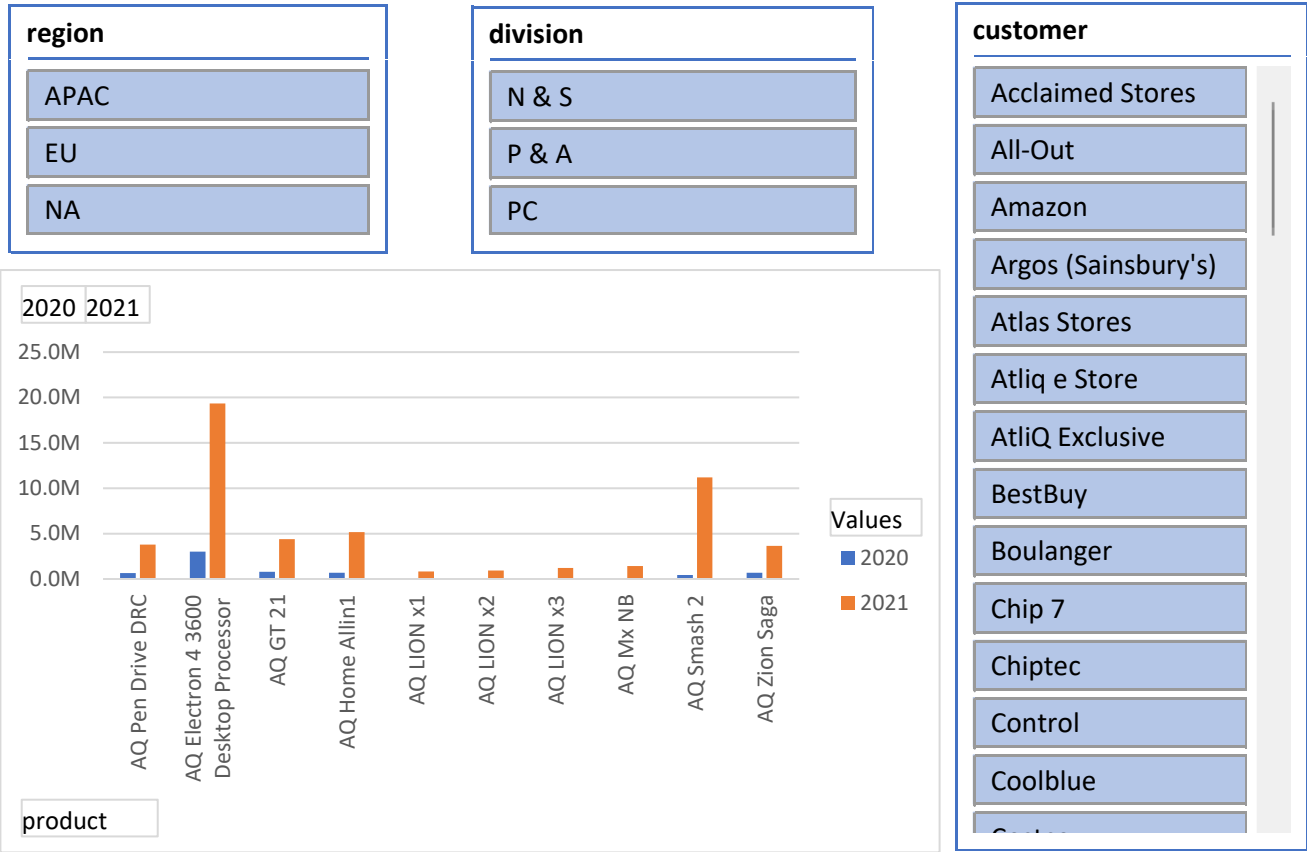 region
APAC
EU
NA
division
N & S
P & A
PC
customer
Acclaimed Stores
All-Out
Amazon
Argos (Sainsbury's)
Atlas Stores
Atliq e Store
AtliQ Exclusive
BestBuy
Boulanger
Chip 7
Chiptec
Control
Coolblue
2020 2021
25.0M
20.0M
15.0M
10.0M
5.0M
0.0M
AQ Pen Drive DRC
AQ Electron 4 3600
Desktop Processor
AQ GT 21
AQ Home Allin1
AQ LION x1
AQ LION x2
AQ LION x3
AQ Mx NB
AQ Smash 2
AQ Zion Saga
Values
2020
2021
product